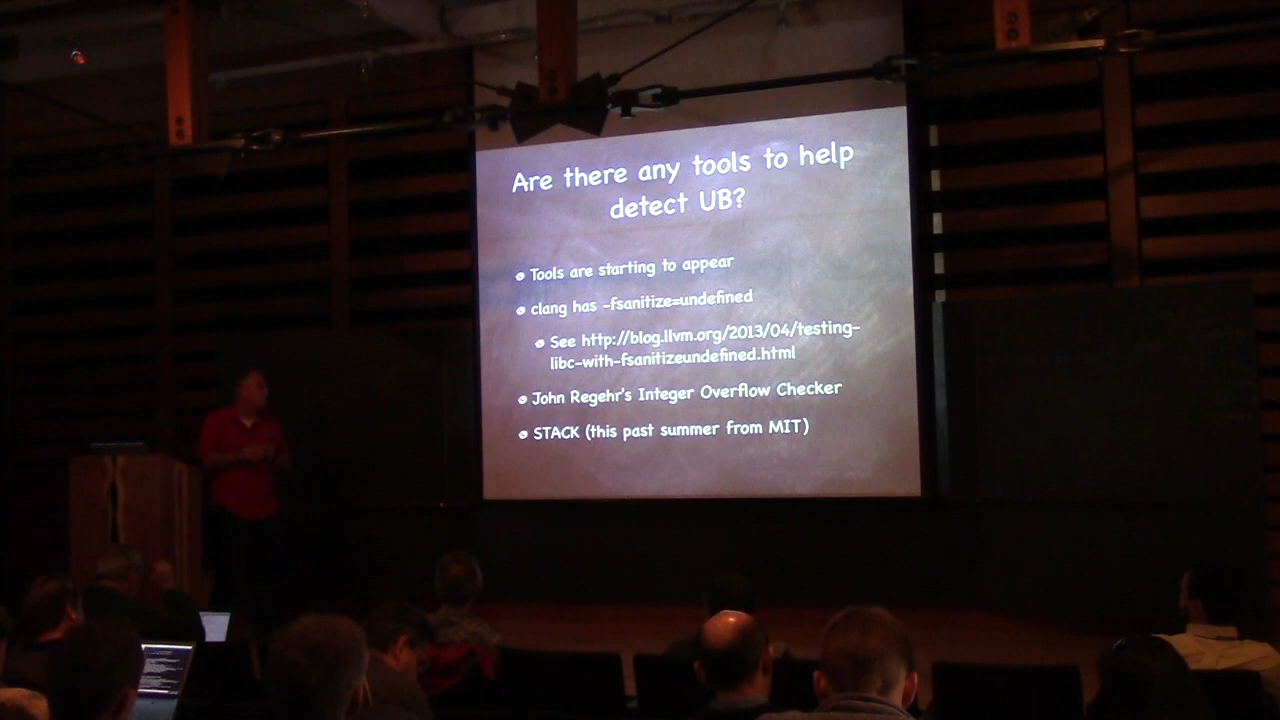 Are there any tools to help
detect UB?
Tools are starting to appear
clang has -fsanitize=undefined
See http://blog.llvm.org/2013/04/testing-
libc-with-fsanitizeundefined.html
John Regehr's Integer Overflow Checker
STACK (this past summer from MIT)